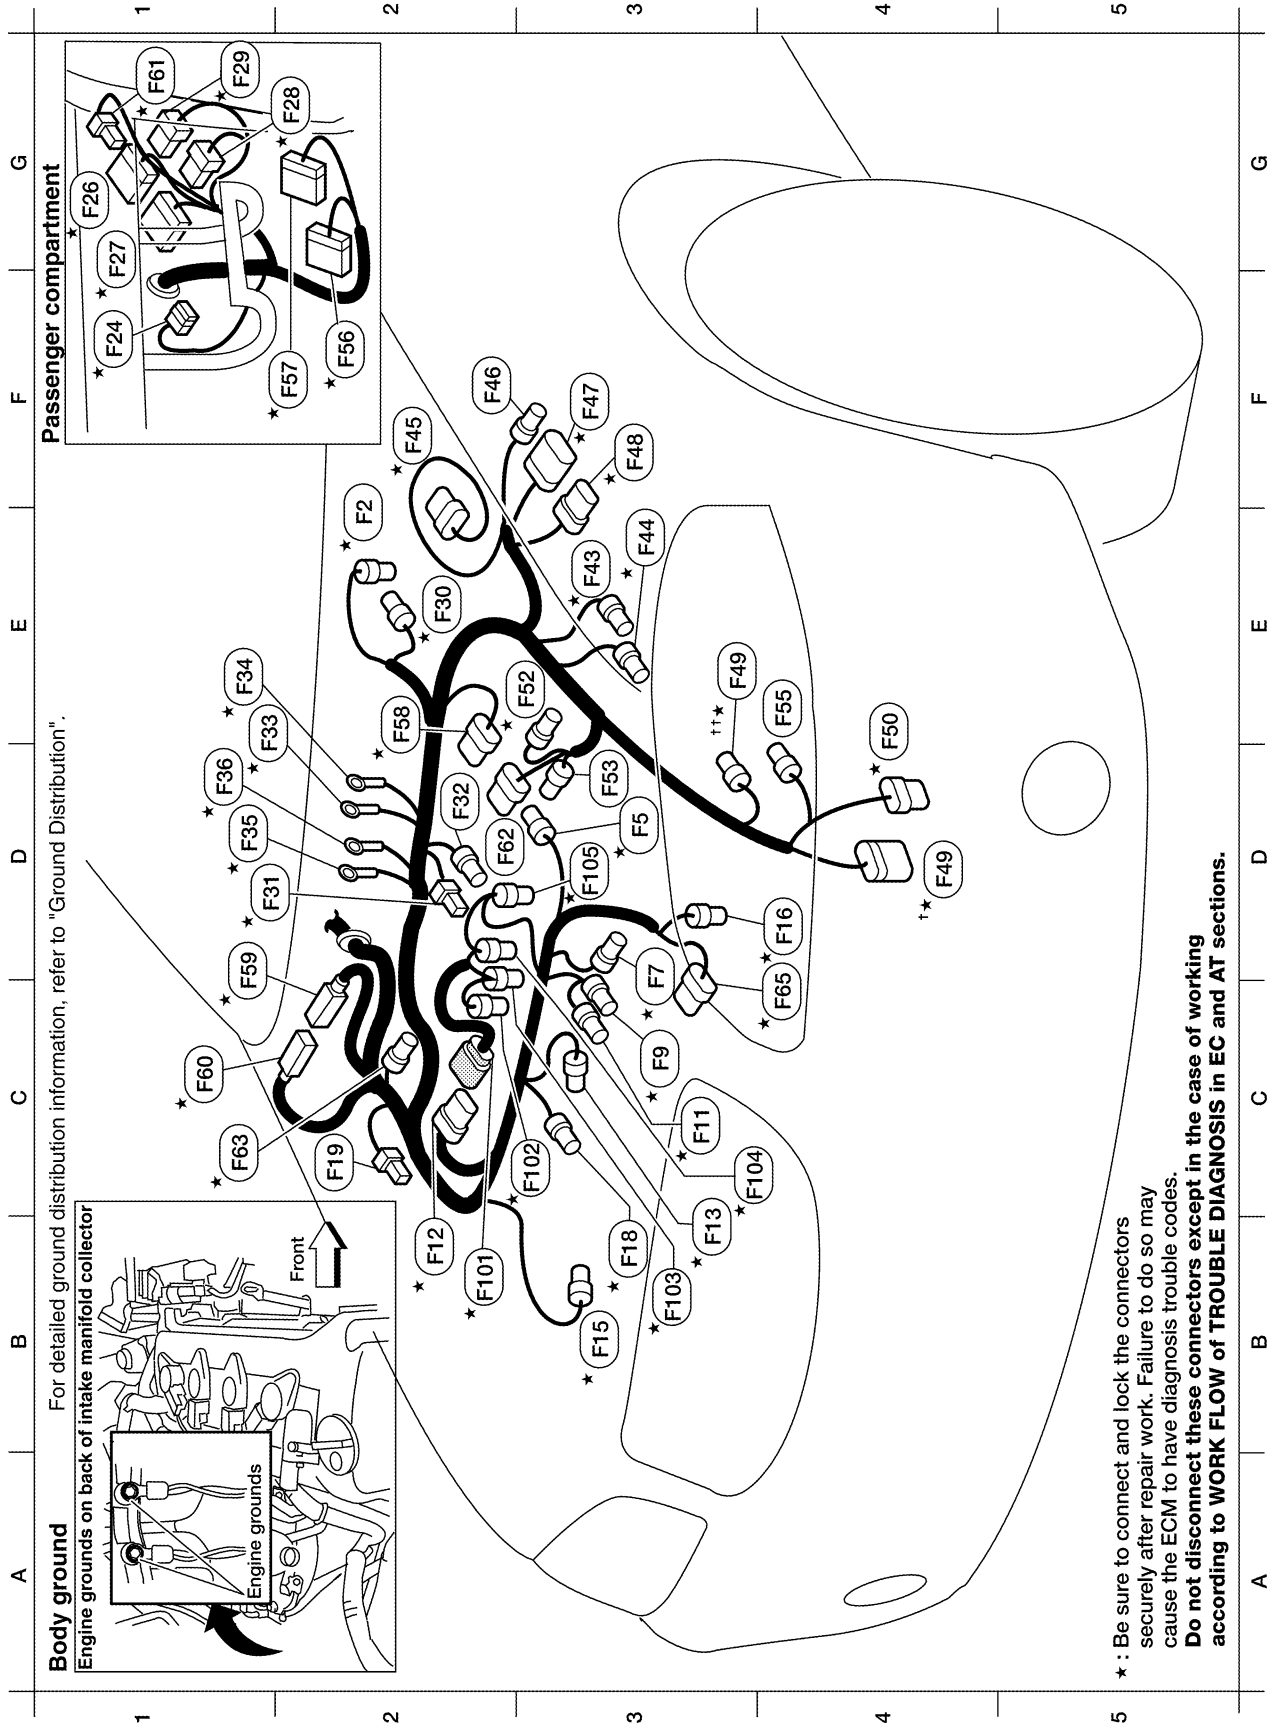 Body ground
For detailed ground distribution information, refer to "Ground Distribution".
Engine grounds on back of intake manifold collector
Engine grounds
Front
Passenger compartment
★ F24
★ F27
★ F26
★ F61
★ F29
★ F28
★ F57
★ F56
★ F60
★ F59
★ F31
★ F35
★ F36
★ F33
★ F34
★ F63
F19
★ F58
★ F30
★ F2
★ F45
F46
★ F47
★ F48
★ F12
★ F101
★ F102
F32
F62
★ F52
F53
★ F43
★ F44
★ F105
★ F5
★ F15
★ F18
★ F103
★ F13
★ F104
★ F11
★ F9
★ F7
★ F65
★ F16
††★ F49
F55
†★ F49
★ F50
★ : Be sure to connect and lock the connectors
securely after repair work. Failure to do so may
cause the ECM to have diagnosis trouble codes.
Do not disconnect these connectors except in the case of working
according to WORK FLOW of TROUBLE DIAGNOSIS in EC and AT sections.
A B C D E F G
A B C D E F G
1 2 3 4 5
1 2 3 4 5